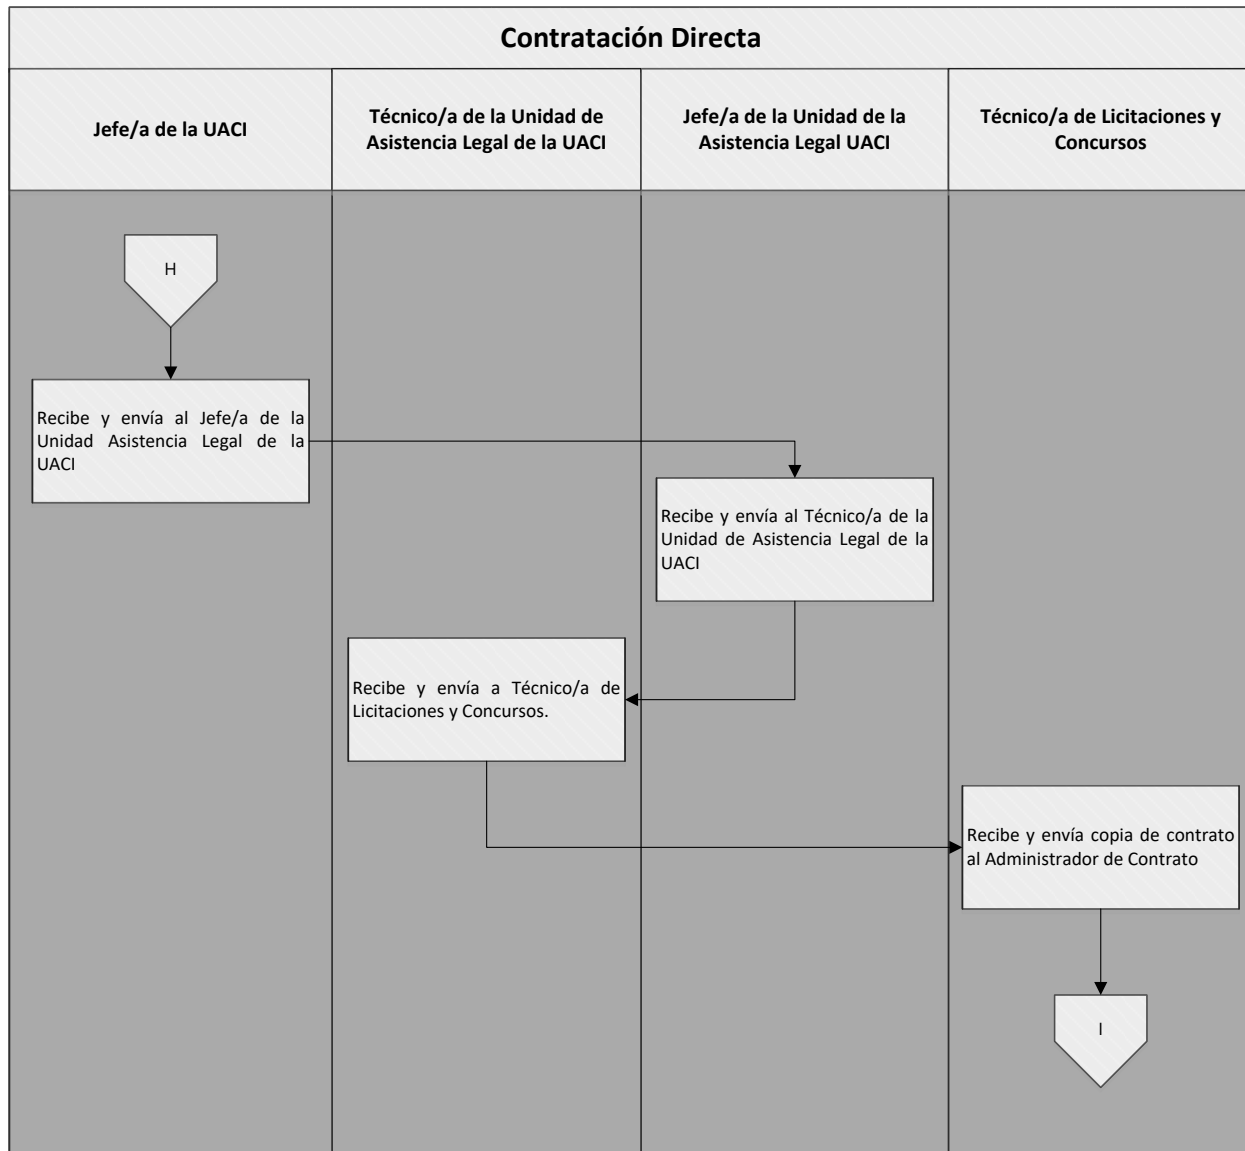 Contratación Directa
Jefe/a de la UACI
Técnico/a de la Unidad de
Asistencia Legal de la UACI
Jefe/a de la Unidad de la
Asistencia Legal UACI
Técnico/a de Licitaciones y
Concursos
H
Recibe y envía al Jefe/a de la
Unidad Asistencia Legal de la
UACI
Recibe y envía al Técnico/a de la
Unidad de Asistencia Legal de la
UACI
Recibe y envía a Técnico/a de
Licitaciones y Concursos.
Recibe y envía copia de contrato
al Administrador de Contrato
I